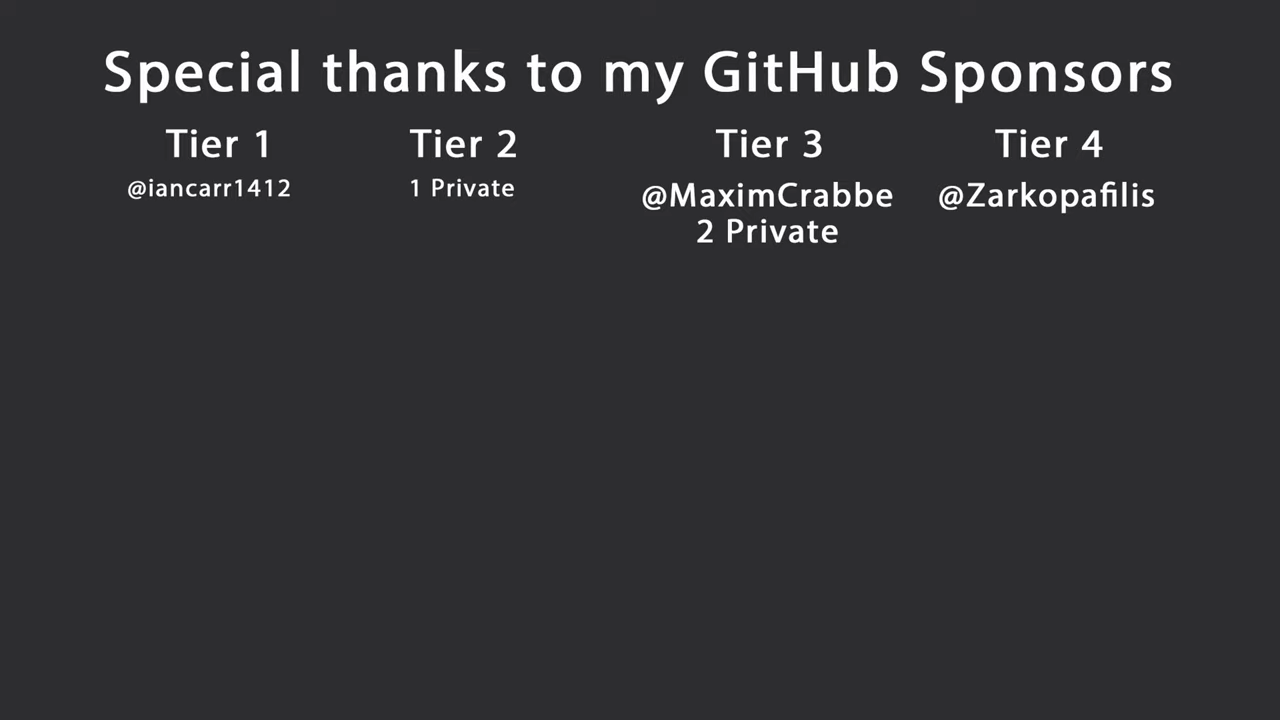 Special thanks to my GitHub Sponsors
Tier 1 Tier 2 Tier 3 Tier 4
@iancarr1412 1 Private @MaximCrabbe @Zarkopafilis
2 Private